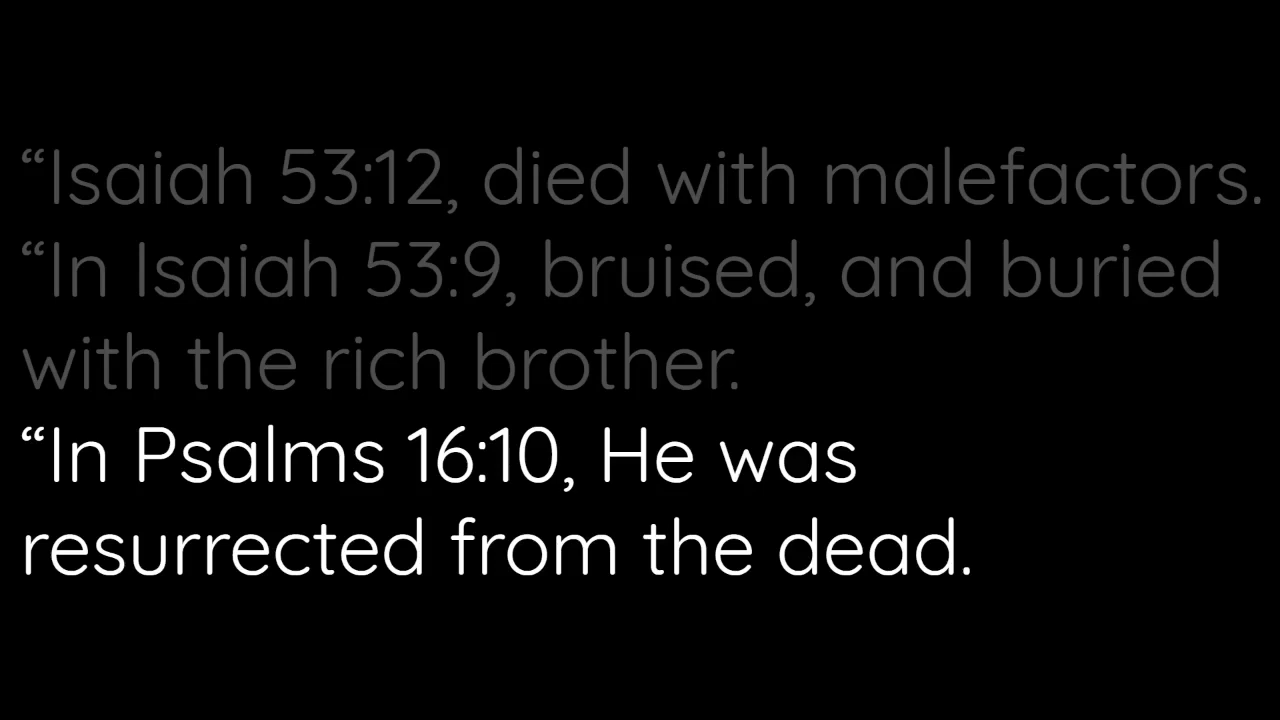 “Isaiah 53:12, died with malefactors.
“In Isaiah 53:9, bruised, and buried
with the rich brother.
“In Psalms 16:10, He was
resurrected from the dead.